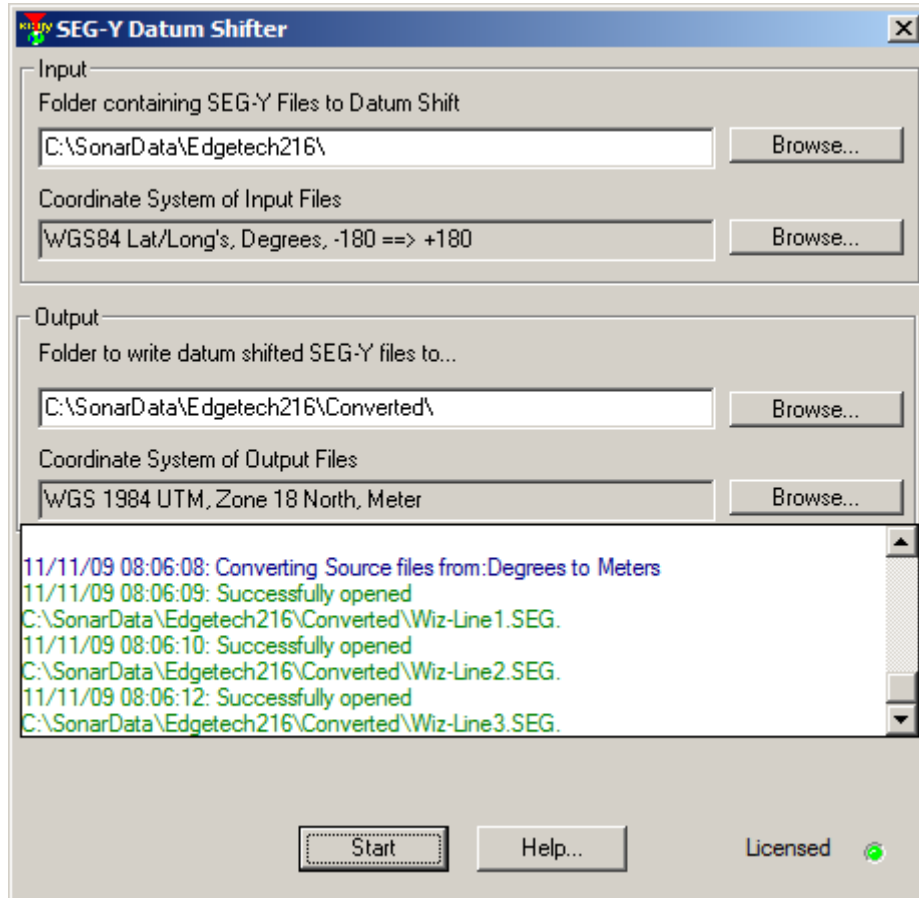 SEG-Y Datum Shifter
Input
Folder containing SEG-Y Files to Datum Shift
C:\SonarData\Edgetech216\
Browse...
Coordinate System of Input Files
WGS84 Lat/Long's, Degrees, -180 ==> +180
Browse...
Output
Folder to write datum shifted SEG-Y files to...
C:\SonarData\Edgetech216\Converted\
Browse...
Coordinate System of Output Files
WGS 1984 UTM, Zone 18 North, Meter
Browse...
11/11/09 08:06:08: Converting Source files from:Degrees to Meters
11/11/09 08:06:09: Successfully opened
C:\SonarData\Edgetech216\Converted\Wiz-Line1.SEG.
11/11/09 08:06:10: Successfully opened
C:\SonarData\Edgetech216\Converted\Wiz-Line2.SEG.
11/11/09 08:06:12: Successfully opened
C:\SonarData\Edgetech216\Converted\Wiz-Line3.SEG.
Start
Help...
Licensed